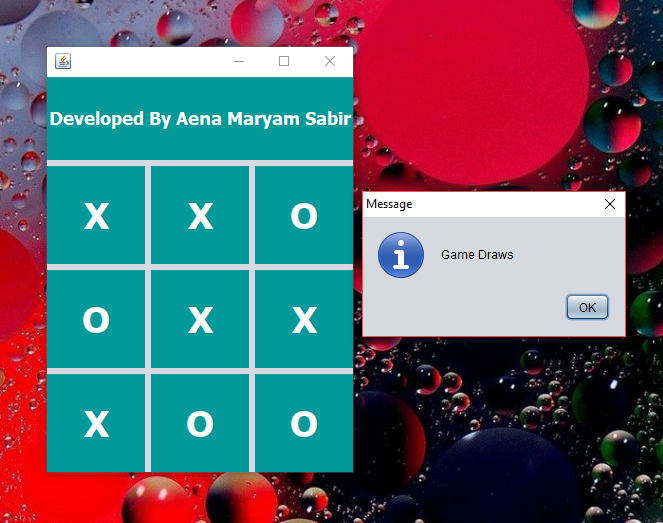 Developed By Aena Maryam Sabir
X X O
O X X
X O O
Message
Game Draws
OK